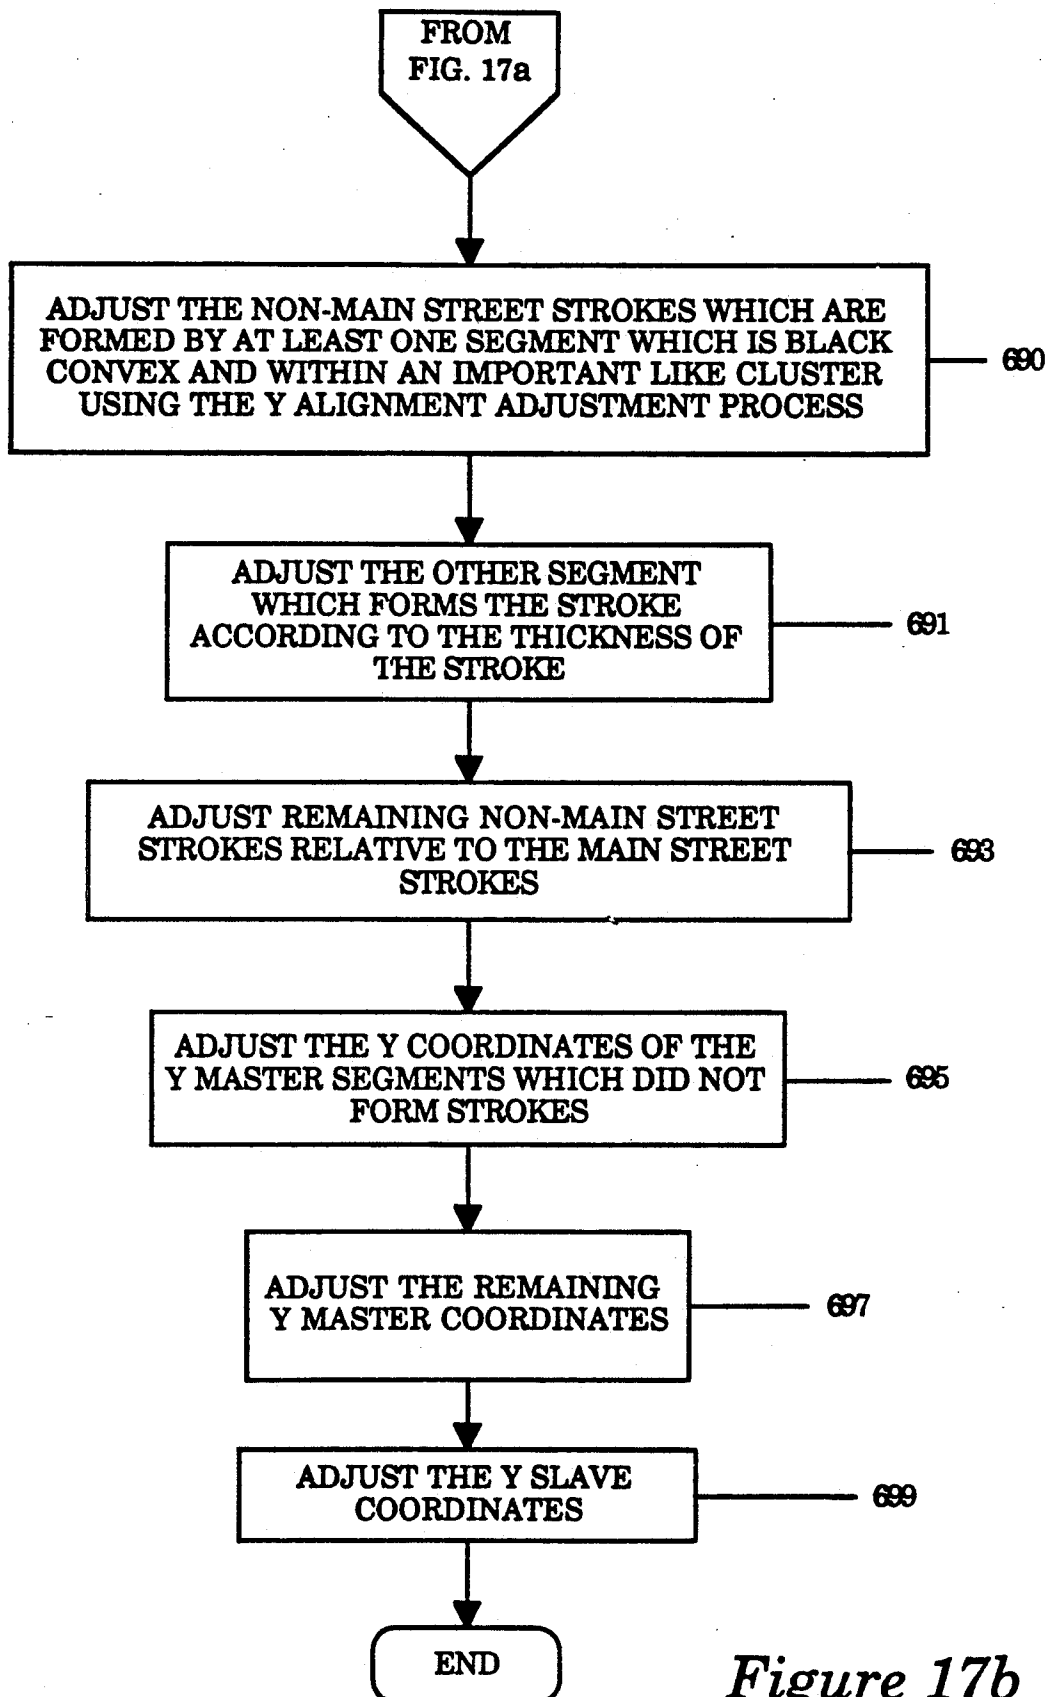 FROM
FIG. 17a
ADJUST THE NON-MAIN STREET STROKES WHICH ARE
FORMED BY AT LEAST ONE SEGMENT WHICH IS BLACK
CONVEX AND WITHIN AN IMPORTANT LIKE CLUSTER
USING THE Y ALIGNMENT ADJUSTMENT PROCESS
690
ADJUST THE OTHER SEGMENT
WHICH FORMS THE STROKE
ACCORDING TO THE THICKNESS OF
THE STROKE
691
ADJUST REMAINING NON-MAIN STREET
STROKES RELATIVE TO THE MAIN STREET
STROKES
693
ADJUST THE Y COORDINATES OF THE
Y MASTER SEGMENTS WHICH DID NOT
FORM STROKES
695
ADJUST THE REMAINING
Y MASTER COORDINATES
697
ADJUST THE Y SLAVE
COORDINATES
699
END
Figure 17b